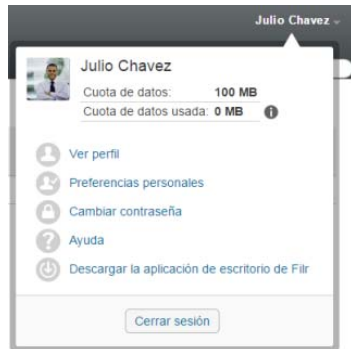 Julio Chavez
Julio Chavez
Cuota de datos: 100 MB
Cuota de datos usada: 0 MB
Ver perfil
Preferencias personales
Cambiar contraseña
Ayuda
Descargar la aplicación de escritorio de Filr
Cerrar sesión